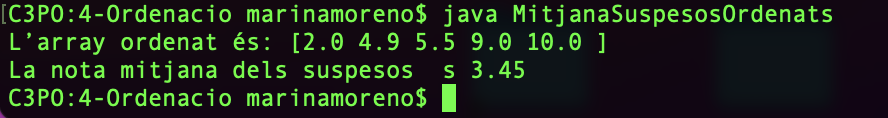 [C3PO:4-Ordenacio marinamoreno$ java MitjanaSuspesosOrdenats
L'array ordenat és: [2.0 4.9 5.5 9.0 10.0 ]
La nota mitjana dels suspesos  s 3.45
C3PO:4-Ordenacio marinamoreno$